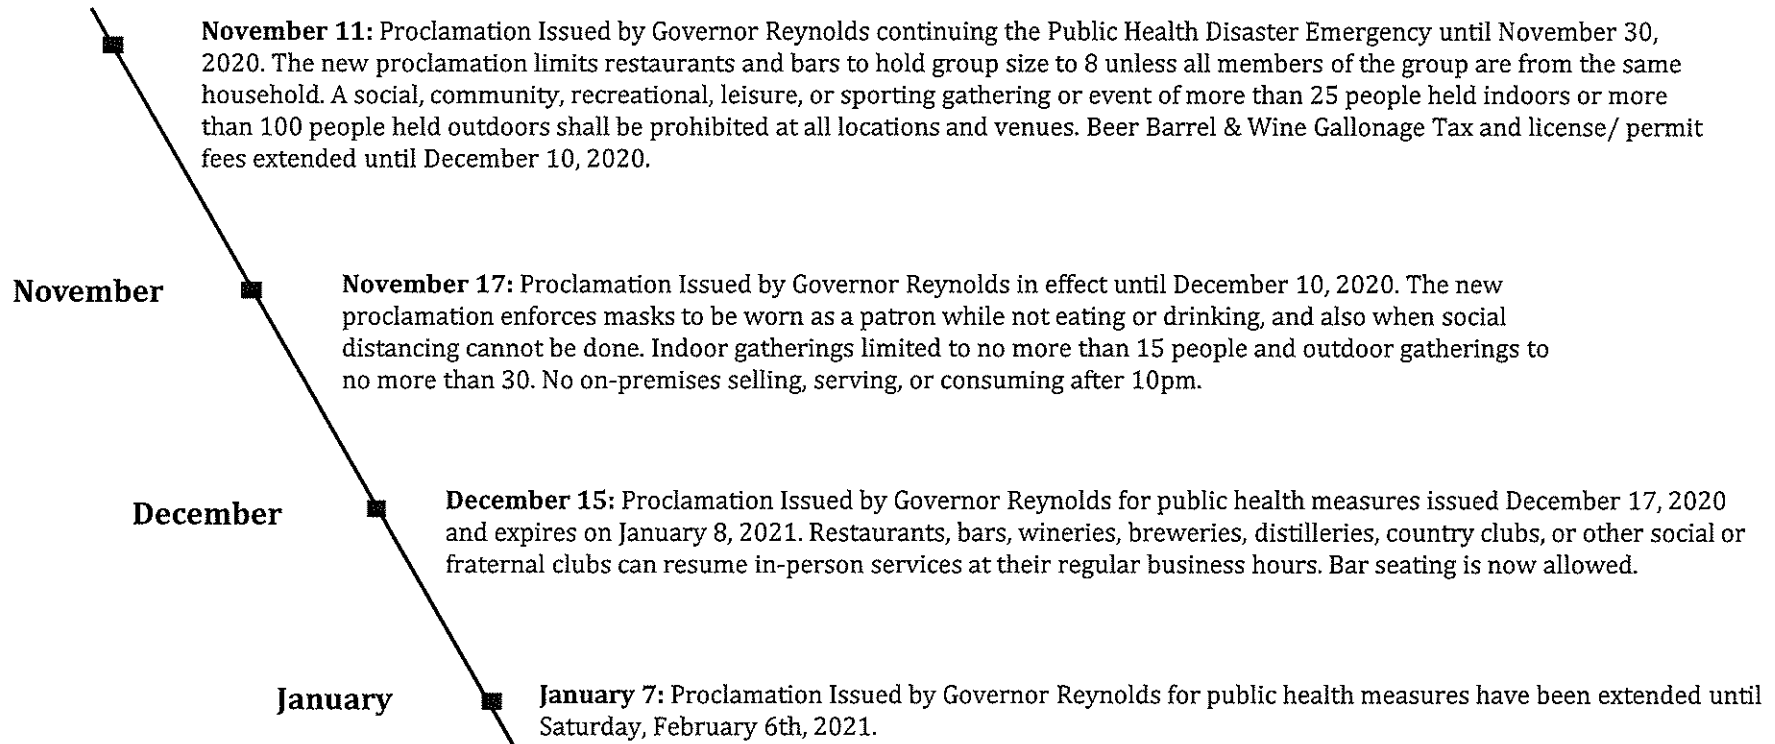 November 11: Proclamation Issued by Governor Reynolds continuing the Public Health Disaster Emergency until November 30,
2020. The new proclamation limits restaurants and bars to hold group size to 8 unless all members of the group are from the same
household. A social, community, recreational, leisure, or sporting gathering or event of more than 25 people held indoors or more
than 100 people held outdoors shall be prohibited at all locations and venues. Beer Barrel & Wine Gallonage Tax and license/ permit
fees extended until December 10, 2020.
November
November 17: Proclamation Issued by Governor Reynolds in effect until December 10, 2020. The new
proclamation enforces masks to be worn as a patron while not eating or drinking, and also when social
distancing cannot be done. Indoor gatherings limited to no more than 15 people and outdoor gatherings to
no more than 30. No on-premises selling, serving, or consuming after 10pm.
December
December 15: Proclamation Issued by Governor Reynolds for public health measures issued December 17, 2020
and expires on January 8, 2021. Restaurants, bars, wineries, breweries, distilleries, country clubs, or other social or
fraternal clubs can resume in-person services at their regular business hours. Bar seating is now allowed.
January
January 7: Proclamation Issued by Governor Reynolds for public health measures have been extended until
Saturday, February 6th, 2021.